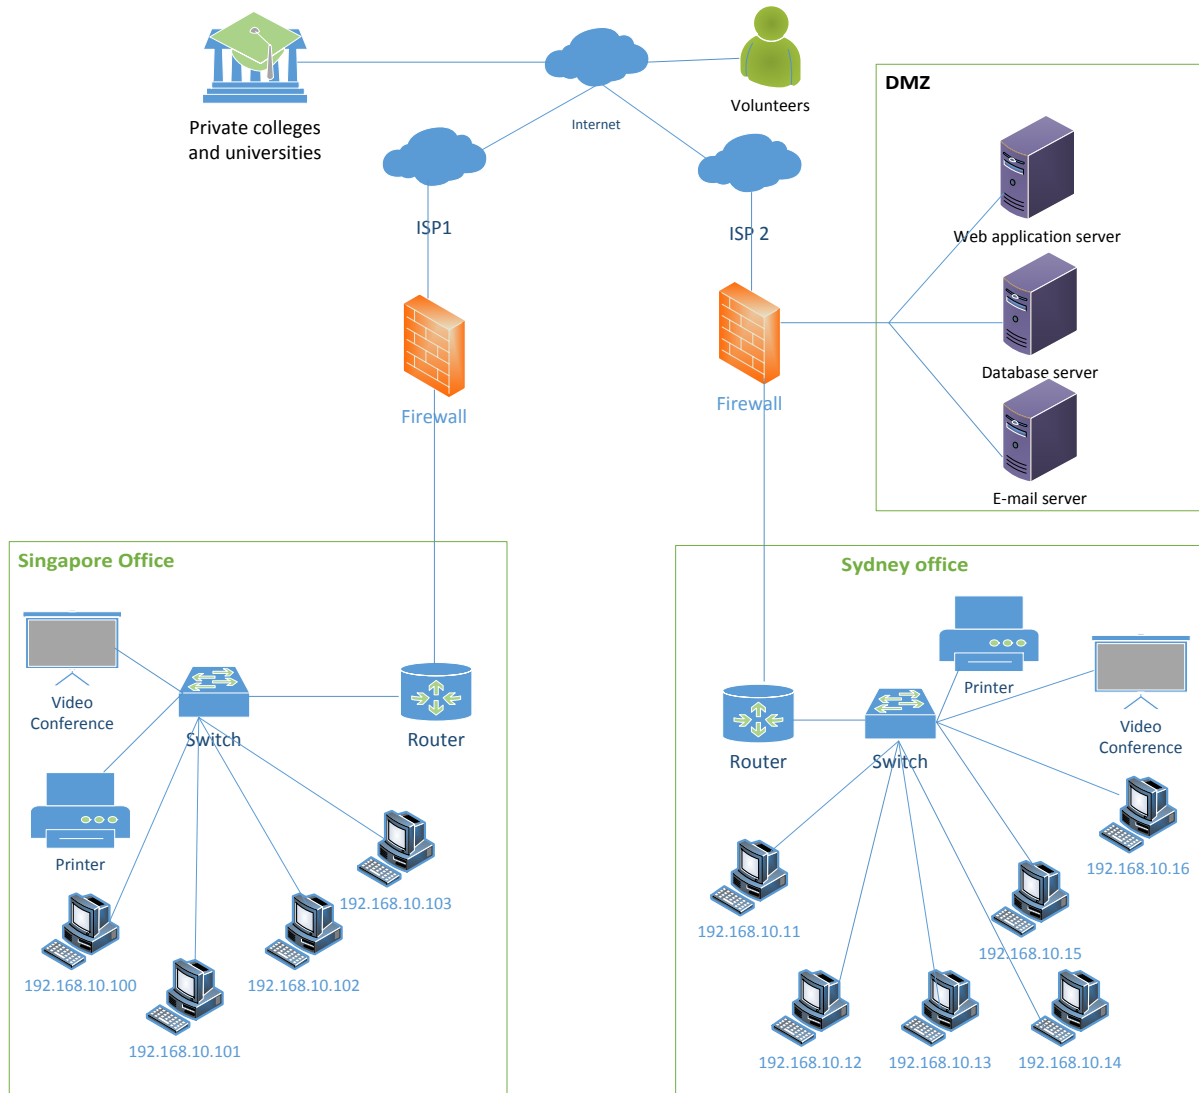 Private colleges
and universities
Internet
Volunteers
DMZ
ISP1
ISP 2
Web application server
Database server
E-mail server
Firewall
Firewall
Singapore Office
Video
Conference
Switch
Router
Printer
192.168.10.103
192.168.10.100
192.168.10.102
192.168.10.101
Sydney office
Printer
Video
Conference
Router
Switch
192.168.10.16
192.168.10.11
192.168.10.15
192.168.10.12
192.168.10.13
192.168.10.14